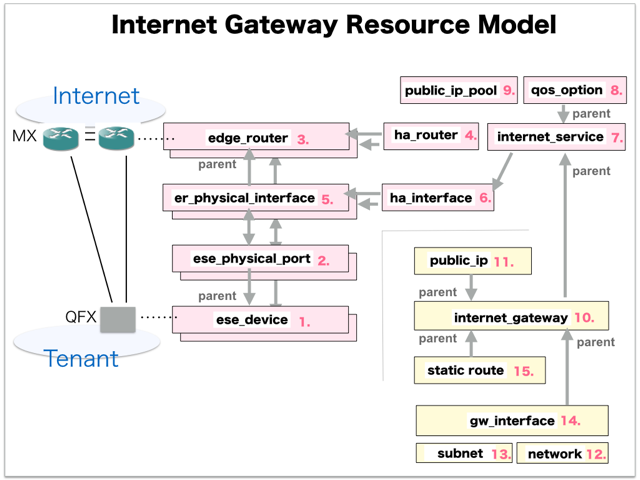 Internet Gateway Resource Model
Internet
public_ip_pool 9.
qos_option 8.
parent
MX
edge_router 3.
ha_router 4.
internet_service 7.
parent
parent
er_physical_interface 5.
ha_interface 6.
ese_physical_port 2.
public_ip 11.
parent
parent
QFX
ese_device 1.
internet_gateway 10.
parent
parent
Tenant
static route 15.
gw_interface 14.
subnet 13.
network 12.